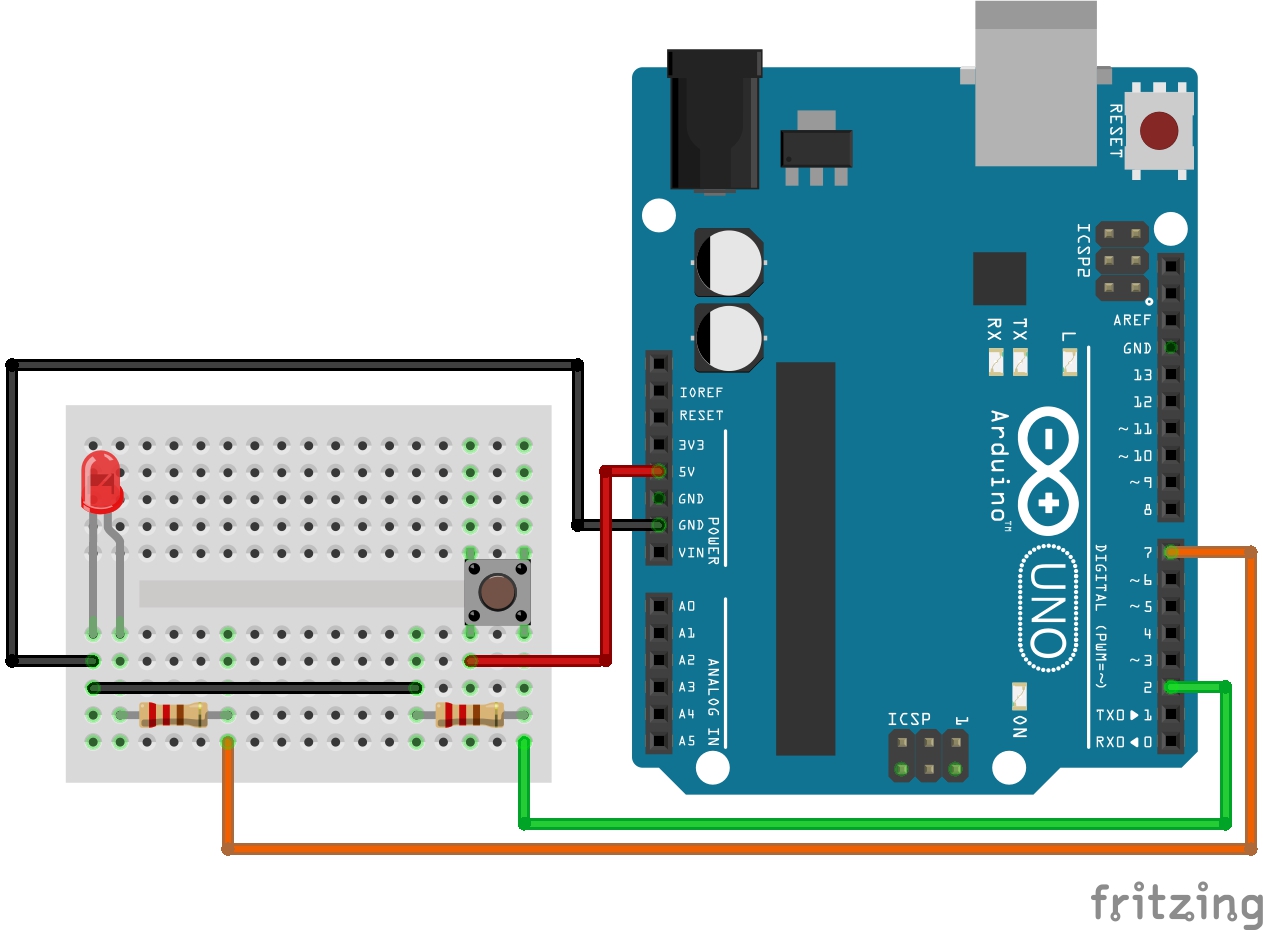 RESET
ICSP2
IOREF
RESET
3V3
5V
GND
GND
VIN
POWER
A0
A1
A2
A3
A4
A5
ANALOG IN
RX
TX
L
Arduino™
UNO
ON
ICSP
1
AREF
GND
13
12
~11
~10
~9
8
7
~6
~5
4
~3
2
TX0▶1
RX0◀0
DIGITAL (PWM=~)
fritzing